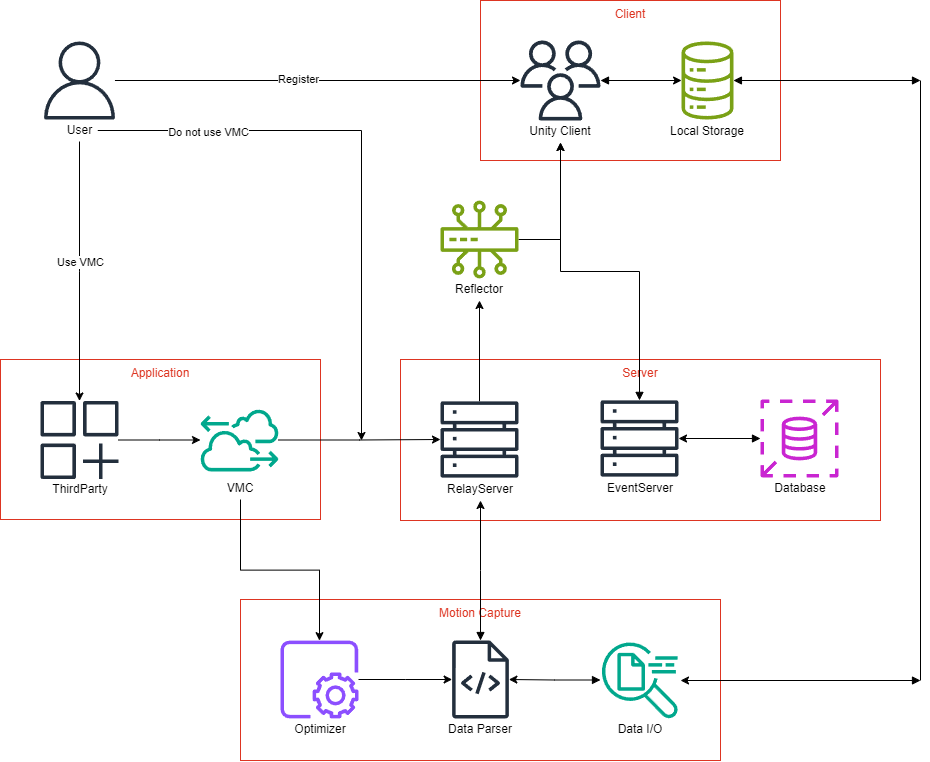 Client
Register
User
Unity Client
Local Storage
Do not use VMC
Use VMC
Reflector
Application
Server
ThirdParty
VMC
RelayServer
EventServer
Database
Motion Capture
Optimizer
Data Parser
Data I/O